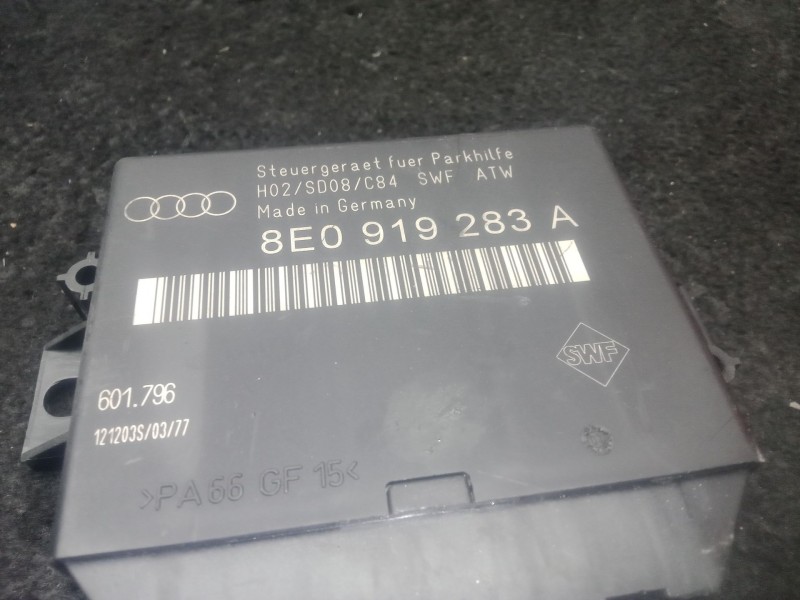 Steuergeraet fuer Parkhilfe
H02/SD08/C84 SWF ATW
Made in Germany
8E0 919 283 A
SWF
601.796
121203S/03/77
>PA66 GF 15<